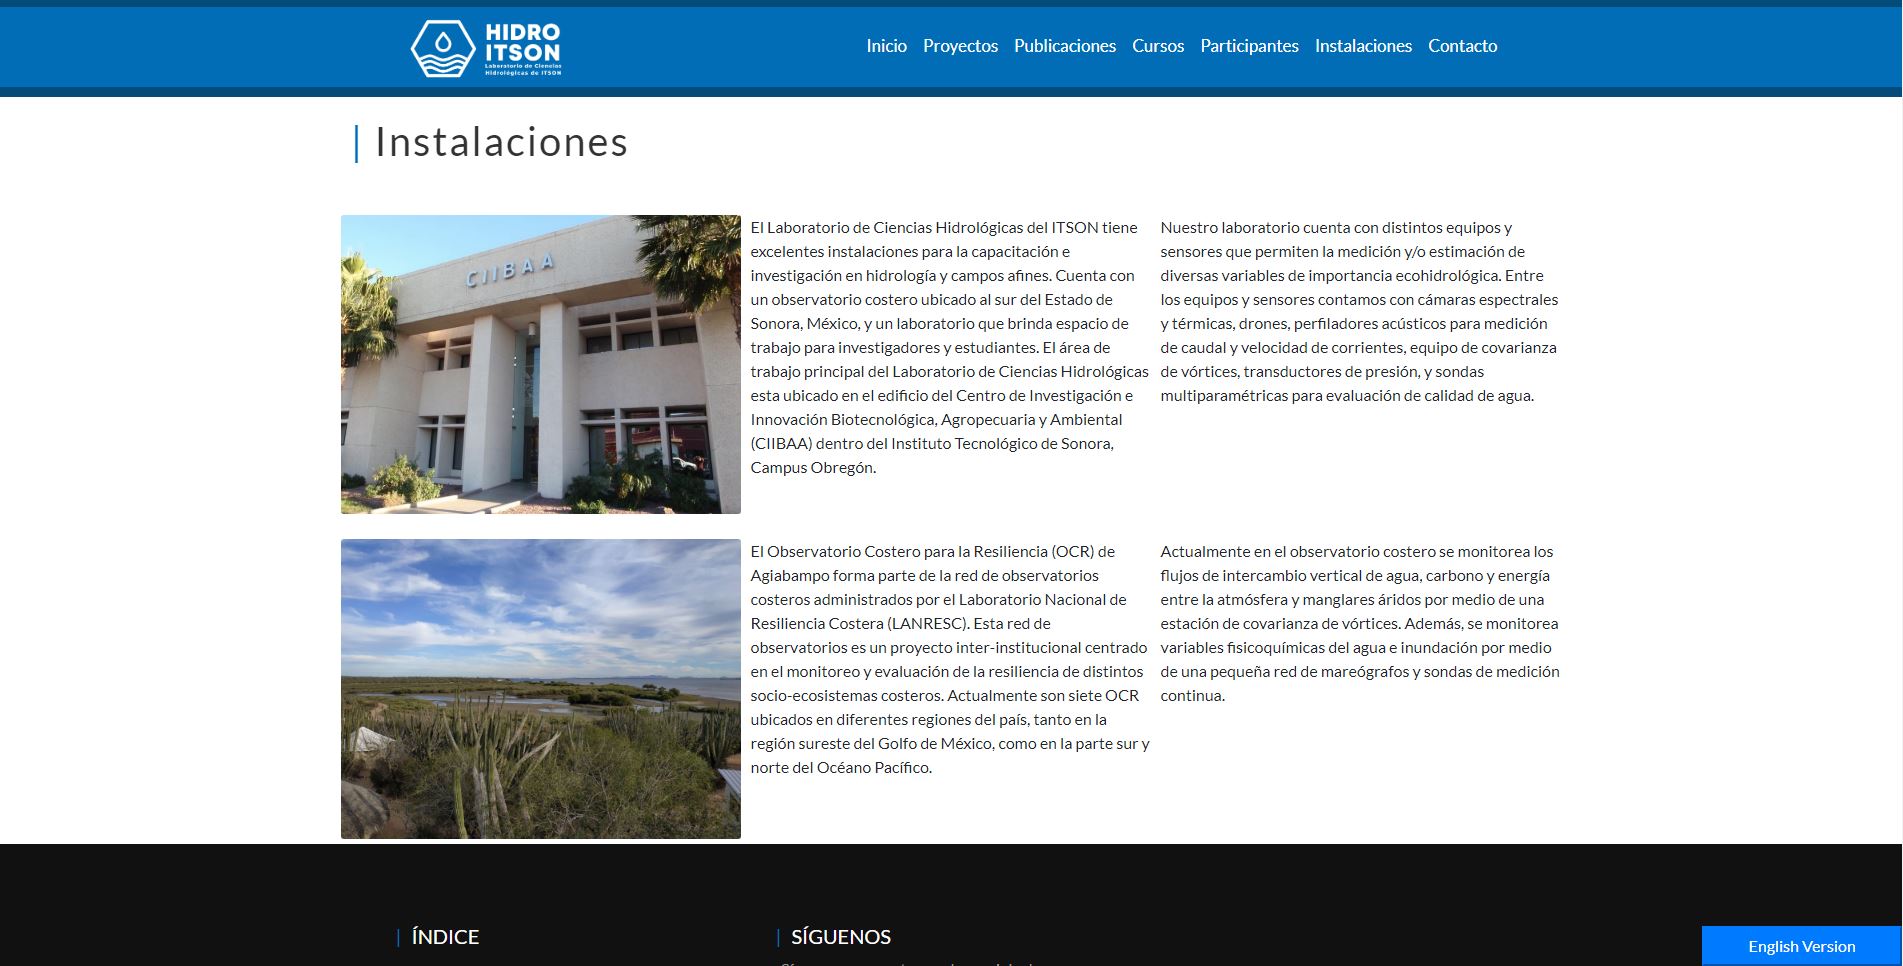 HIDRO
ITSON
Laboratorio de Ciencias
Hidrológicas de ITSON
Inicio Proyectos Publicaciones Cursos Participantes Instalaciones Contacto
Instalaciones
CIIBAA
El Laboratorio de Ciencias Hidrológicas del ITSON tiene
excelentes instalaciones para la capacitación e
investigación en hidrología y campos afines. Cuenta con
un observatorio costero ubicado al sur del Estado de
Sonora, México, y un laboratorio que brinda espacio de
trabajo para investigadores y estudiantes. El área de
trabajo principal del Laboratorio de Ciencias Hidrológicas
esta ubicado en el edificio del Centro de Investigación e
Innovación Biotecnológica, Agropecuaria y Ambiental
(CIIBAA) dentro del Instituto Tecnológico de Sonora,
Campus Obregón.
Nuestro laboratorio cuenta con distintos equipos y
sensores que permiten la medición y/o estimación de
diversas variables de importancia ecohidrológica. Entre
los equipos y sensores contamos con cámaras espectrales
y térmicas, drones, perfiladores acústicos para medición
de caudal y velocidad de corrientes, equipo de covarianza
de vórtices, transductores de presión, y sondas
multiparamétricas para evaluación de calidad de agua.
El Observatorio Costero para la Resiliencia (OCR) de
Agiabampo forma parte de la red de observatorios
costeros administrados por el Laboratorio Nacional de
Resiliencia Costera (LANRESC). Esta red de
observatorios es un proyecto inter-institucional centrado
en el monitoreo y evaluación de la resiliencia de distintos
socio-ecosistemas costeros. Actualmente son siete OCR
ubicados en diferentes regiones del país, tanto en la
región sureste del Golfo de México, como en la parte sur y
norte del Océano Pacífico.
Actualmente en el observatorio costero se monitorea los
flujos de intercambio vertical de agua, carbono y energía
entre la atmósfera y manglares áridos por medio de una
estación de covarianza de vórtices. Además, se monitorea
variables fisicoquímicas del agua e inundación por medio
de una pequeña red de mareógrafos y sondas de medición
continua.
ÍNDICE
SÍGUENOS
English Version